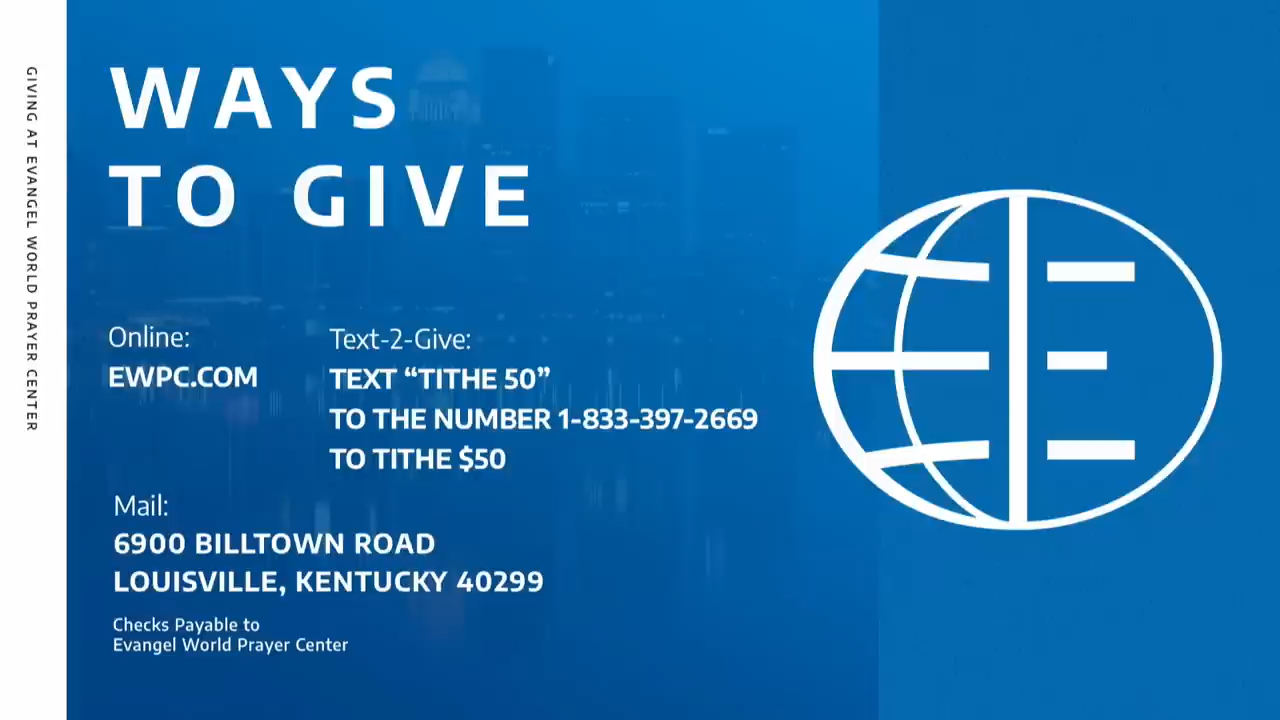 GIVING AT EVANGEL WORLD PRAYER CENTER
WAYS
TO GIVE
Online:
EWPC.COM
Text-2-Give:
TEXT “TITHE 50”
TO THE NUMBER 1-833-397-2669
TO TITHE $50
Mail:
6900 BILLTOWN ROAD
LOUISVILLE, KENTUCKY 40299
Checks Payable to
Evangel World Prayer Center